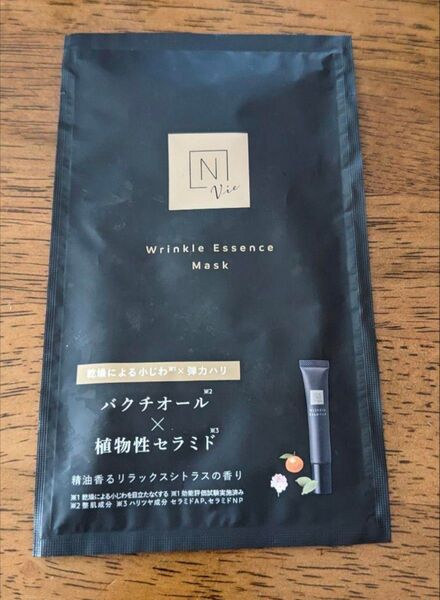 N
Vie
Wrinkle Essence
Mask
乾燥による小じわ※1×弾力ハリ
バクチオール※2
×
植物性セラミド※3
精油香るリラックスシトラスの香り
※1 乾燥による小じわを目立たなくする ※1 効能評価試験実施済み
※2 整肌成分 ※3 ハリツヤ成分 セラミドAP、セラミドNP
N
WRINKLE